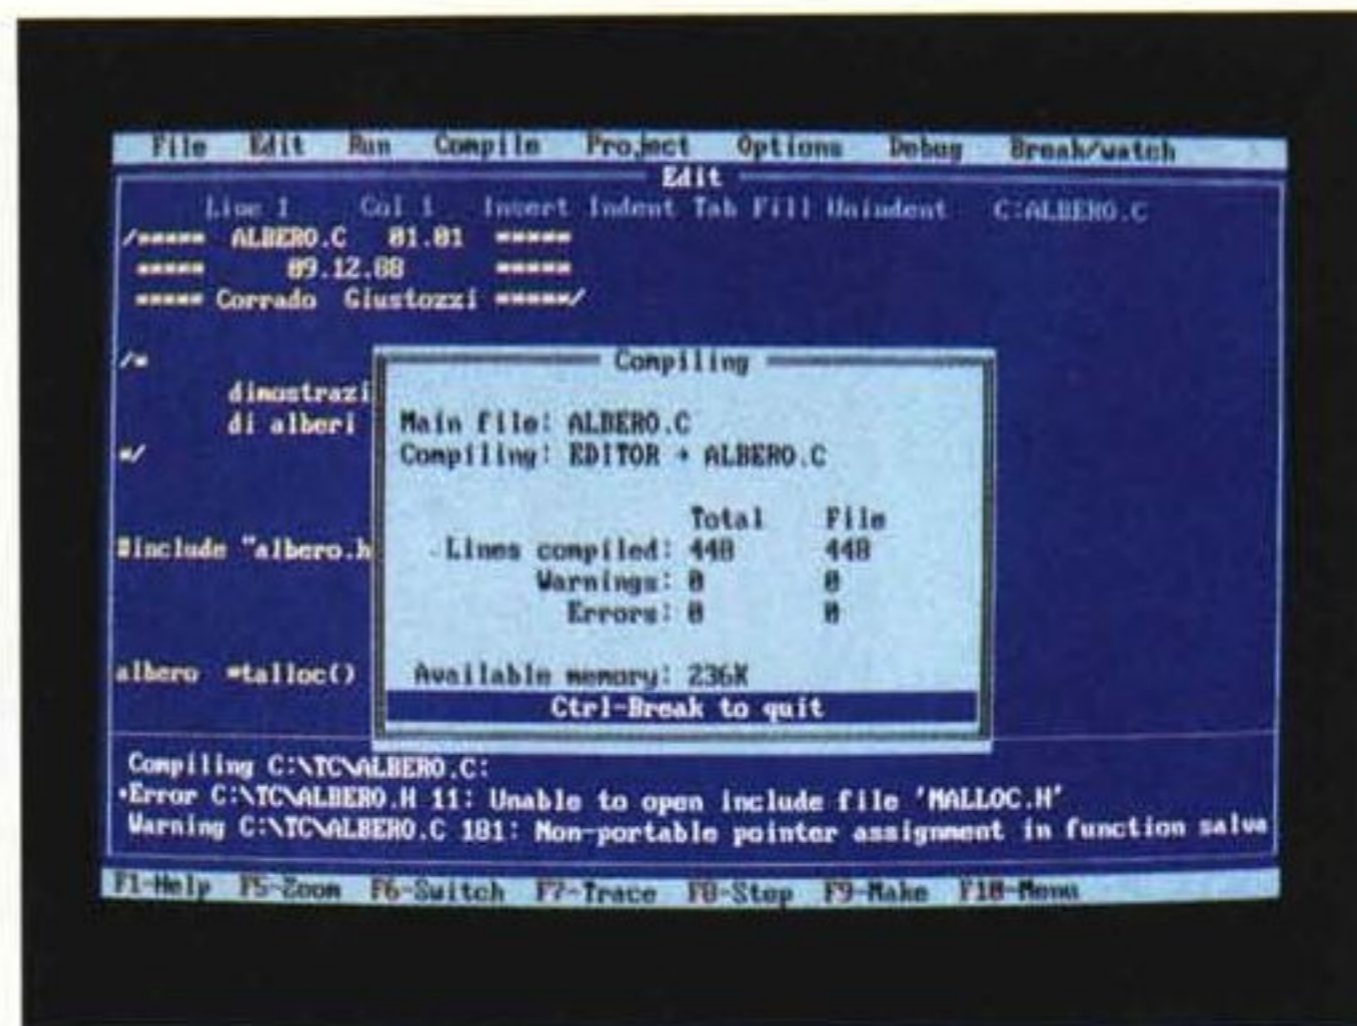 File Edit Run Compile Project Options Debug Break/watch
Edit
Line 1 Col 1 Insert Indent Tab Fill Unindent C:ALBERO.C
/***** ALBERO.C 01.01 *****
***** 09.12.88 *****
***** Corrado Giustozzi *****/
/*
dimostrazi
di alberi
*/
#include "albero.h
albero *talloc()
Compiling
Main file: ALBERO.C
Compiling: EDITOR → ALBERO.C
Total File
Lines compiled: 448 448
Warnings: 0 0
Errors: 0 0
Available memory: 236K
Ctrl-Break to quit
Compiling C:\TC\ALBERO.C:
•Error C:\TC\ALBERO.H 11: Unable to open include file 'MALLOC.H'
Warning C:\TC\ALBERO.C 181: Non-portable pointer assignment in function salva
F1-Help F5-Zoom F6-Switch F7-Trace F8-Step F9-Make F10-Menu